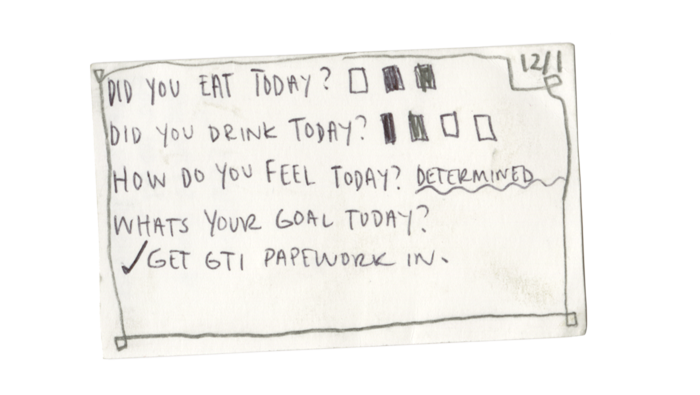 12/1
DID YOU EAT TODAY?
DID YOU DRINK TODAY?
HOW DO YOU FEEL TODAY? DETERMINED
WHATS YOUR GOAL TODAY?
✓GET GTI PAPEWORK IN.